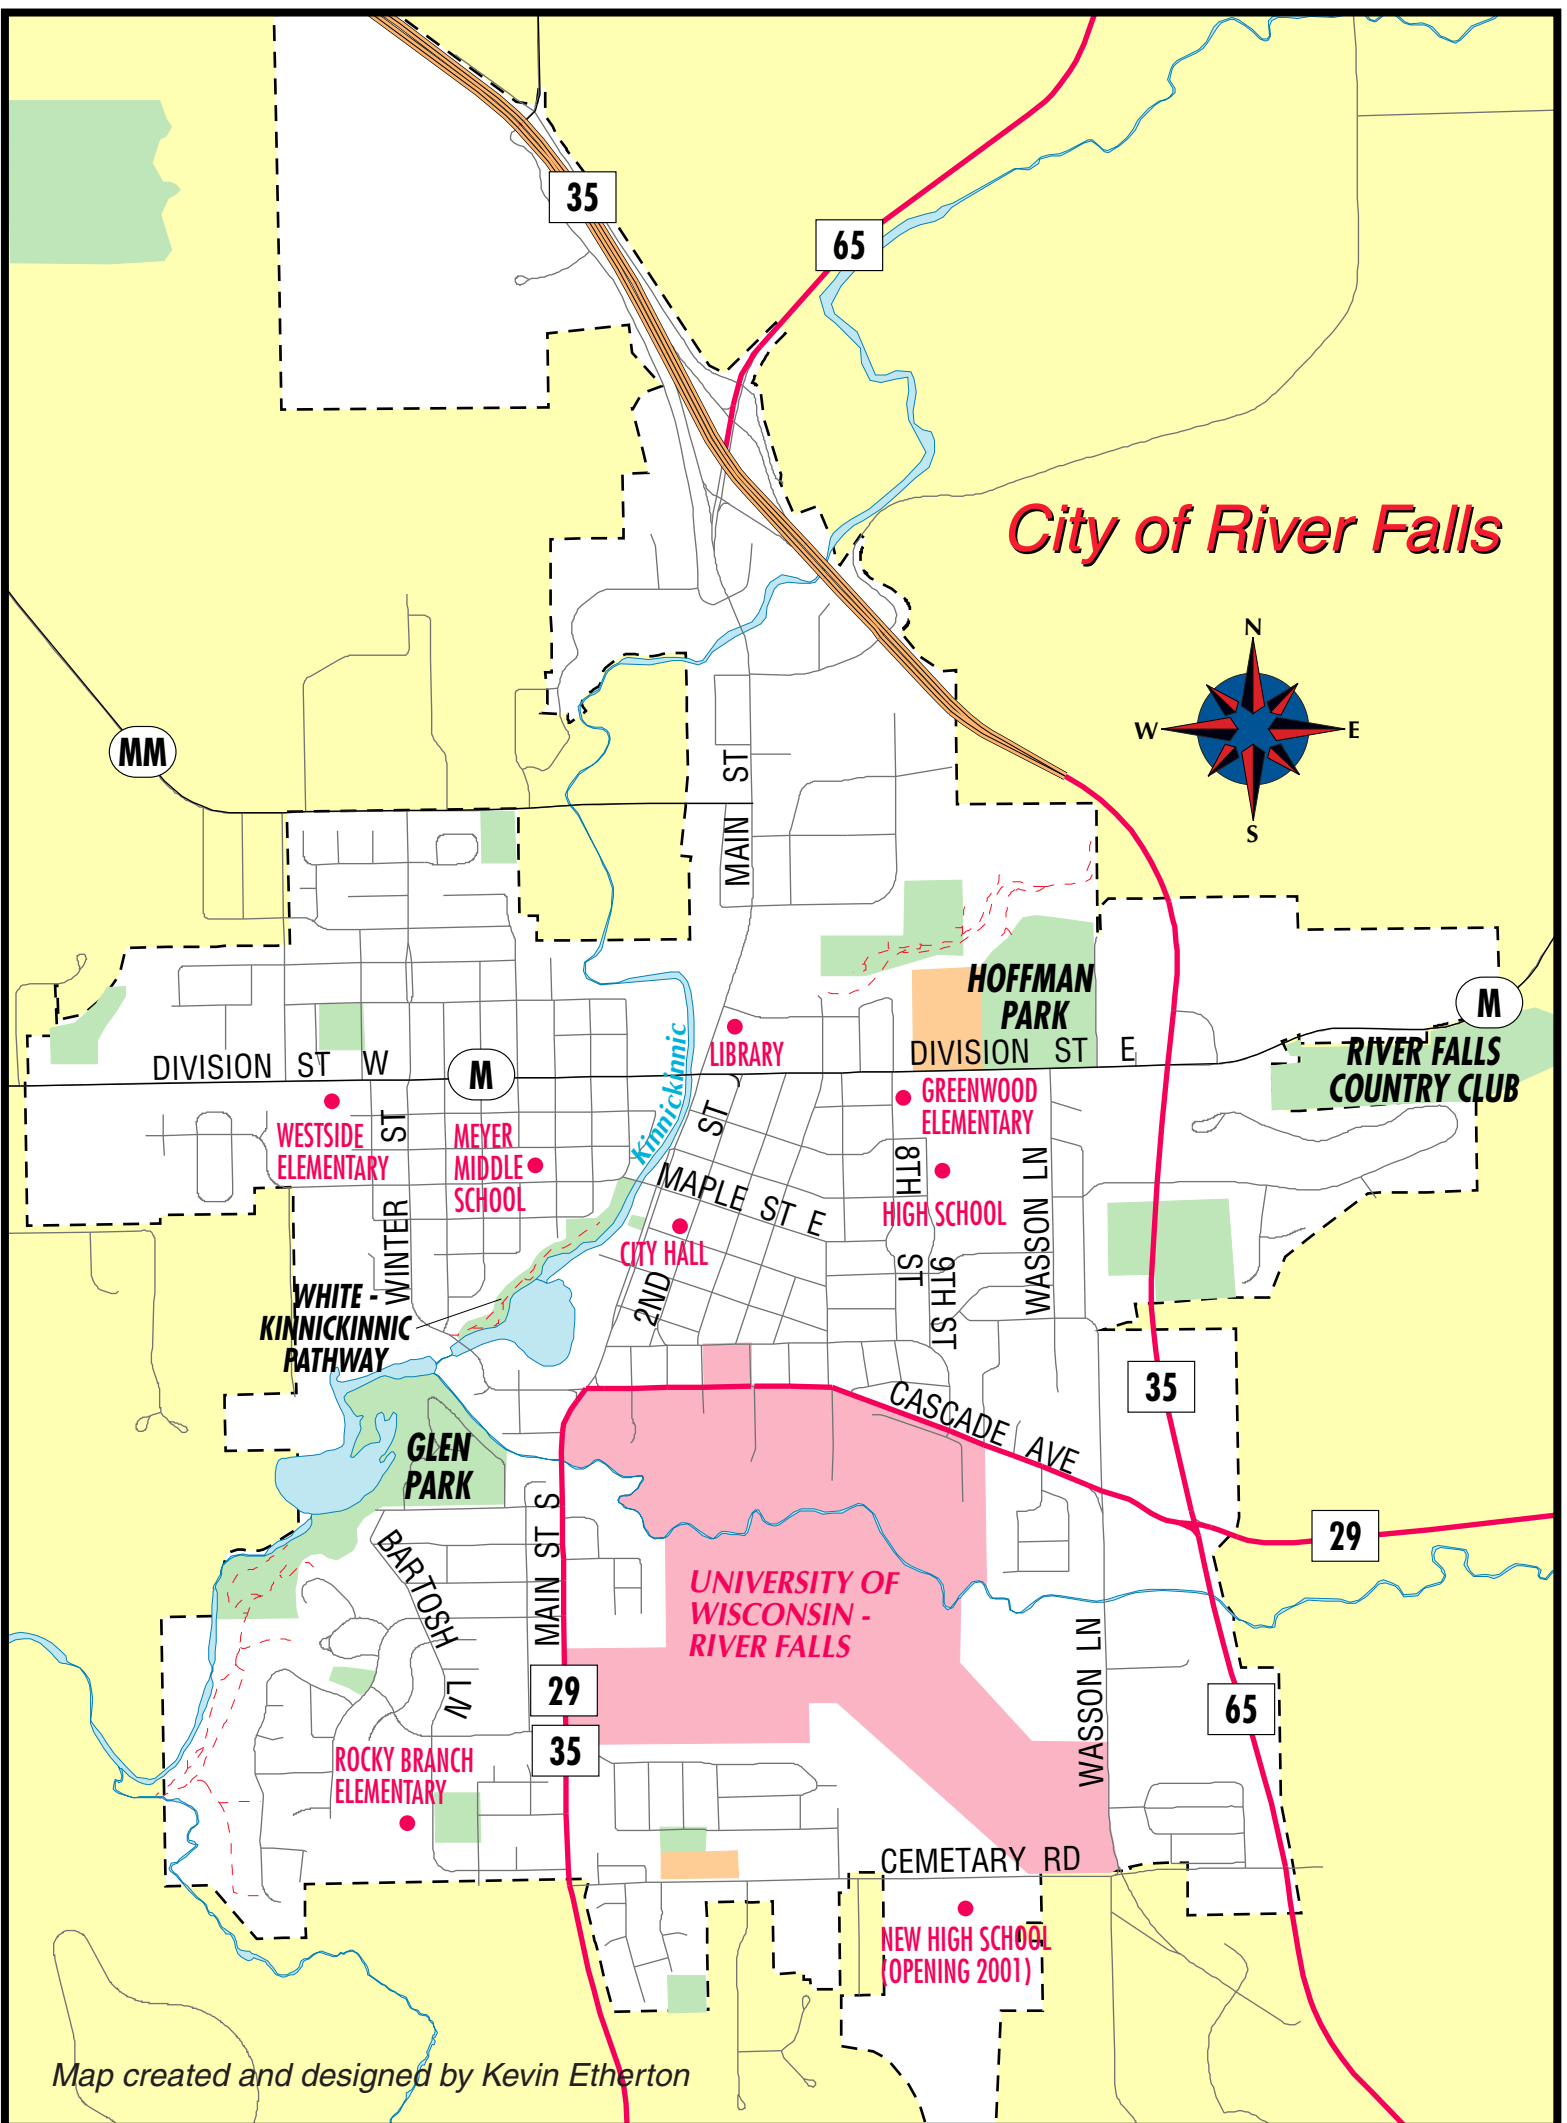 35
65
City of River Falls
N
W
E
S
MM
MAIN ST
HOFFMAN
PARK
M
LIBRARY
DIVISION ST W
M
DIVISION ST E
RIVER FALLS
COUNTRY CLUB
Kinnickinnic
GREENWOOD
ELEMENTARY
WESTSIDE
ELEMENTARY
WINTER ST
MEYER
MIDDLE
SCHOOL
2ND ST
MAPLE ST E
8TH ST
HIGH SCHOOL
WASSON LN
CITY HALL
9TH ST
WHITE -
KINNICKINNIC
PATHWAY
35
CASCADE AVE
GLEN
PARK
29
MAIN ST S
BARTOSH LN
UNIVERSITY OF
WISCONSIN -
RIVER FALLS
WASSON LN
29
65
35
ROCKY BRANCH
ELEMENTARY
CEMETARY RD
NEW HIGH SCHOOL
(OPENING 2001)
Map created and designed by Kevin Etherton